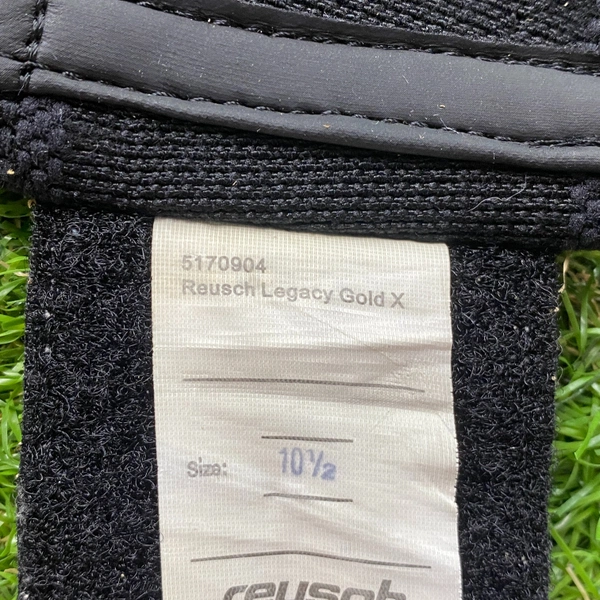 5170904
Reusch Legacy Gold X
Size: 10½
reusch